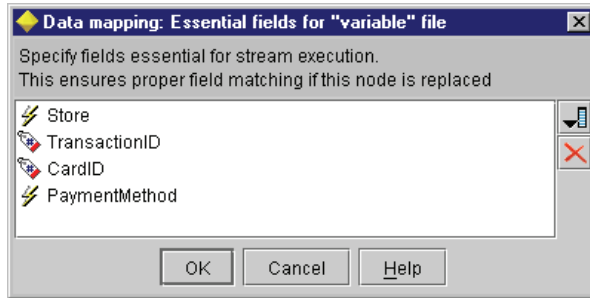 Data mapping: Essential fields for "variable" file
Specify fields essential for stream execution.
This ensures proper field matching if this node is replaced
Store
TransactionID
CardID
PaymentMethod
OK Cancel Help